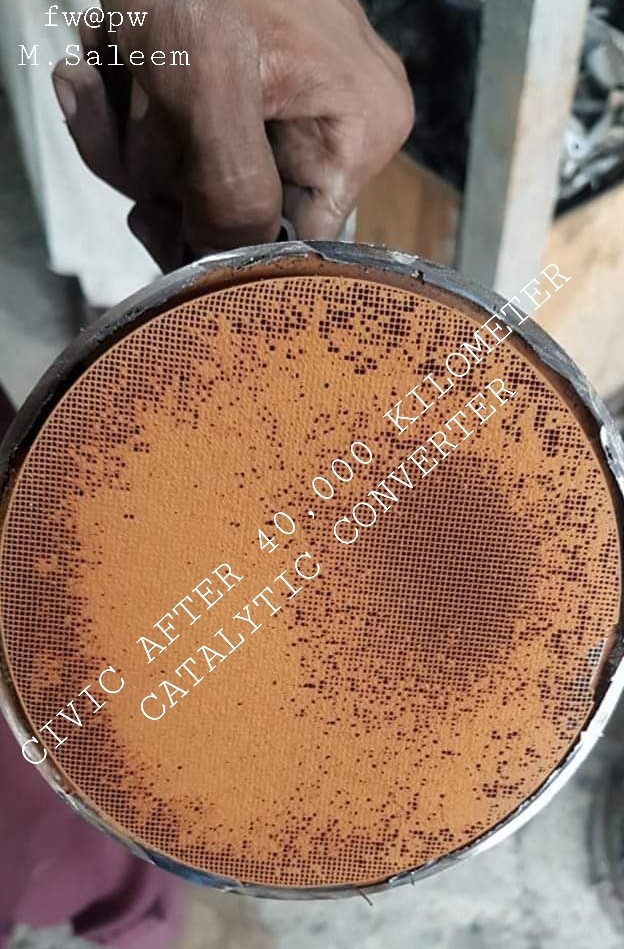 fw@pw
M.Saleem
CIVIC AFTER 40,000 KILOMETER
CATALYTIC CONVERTER